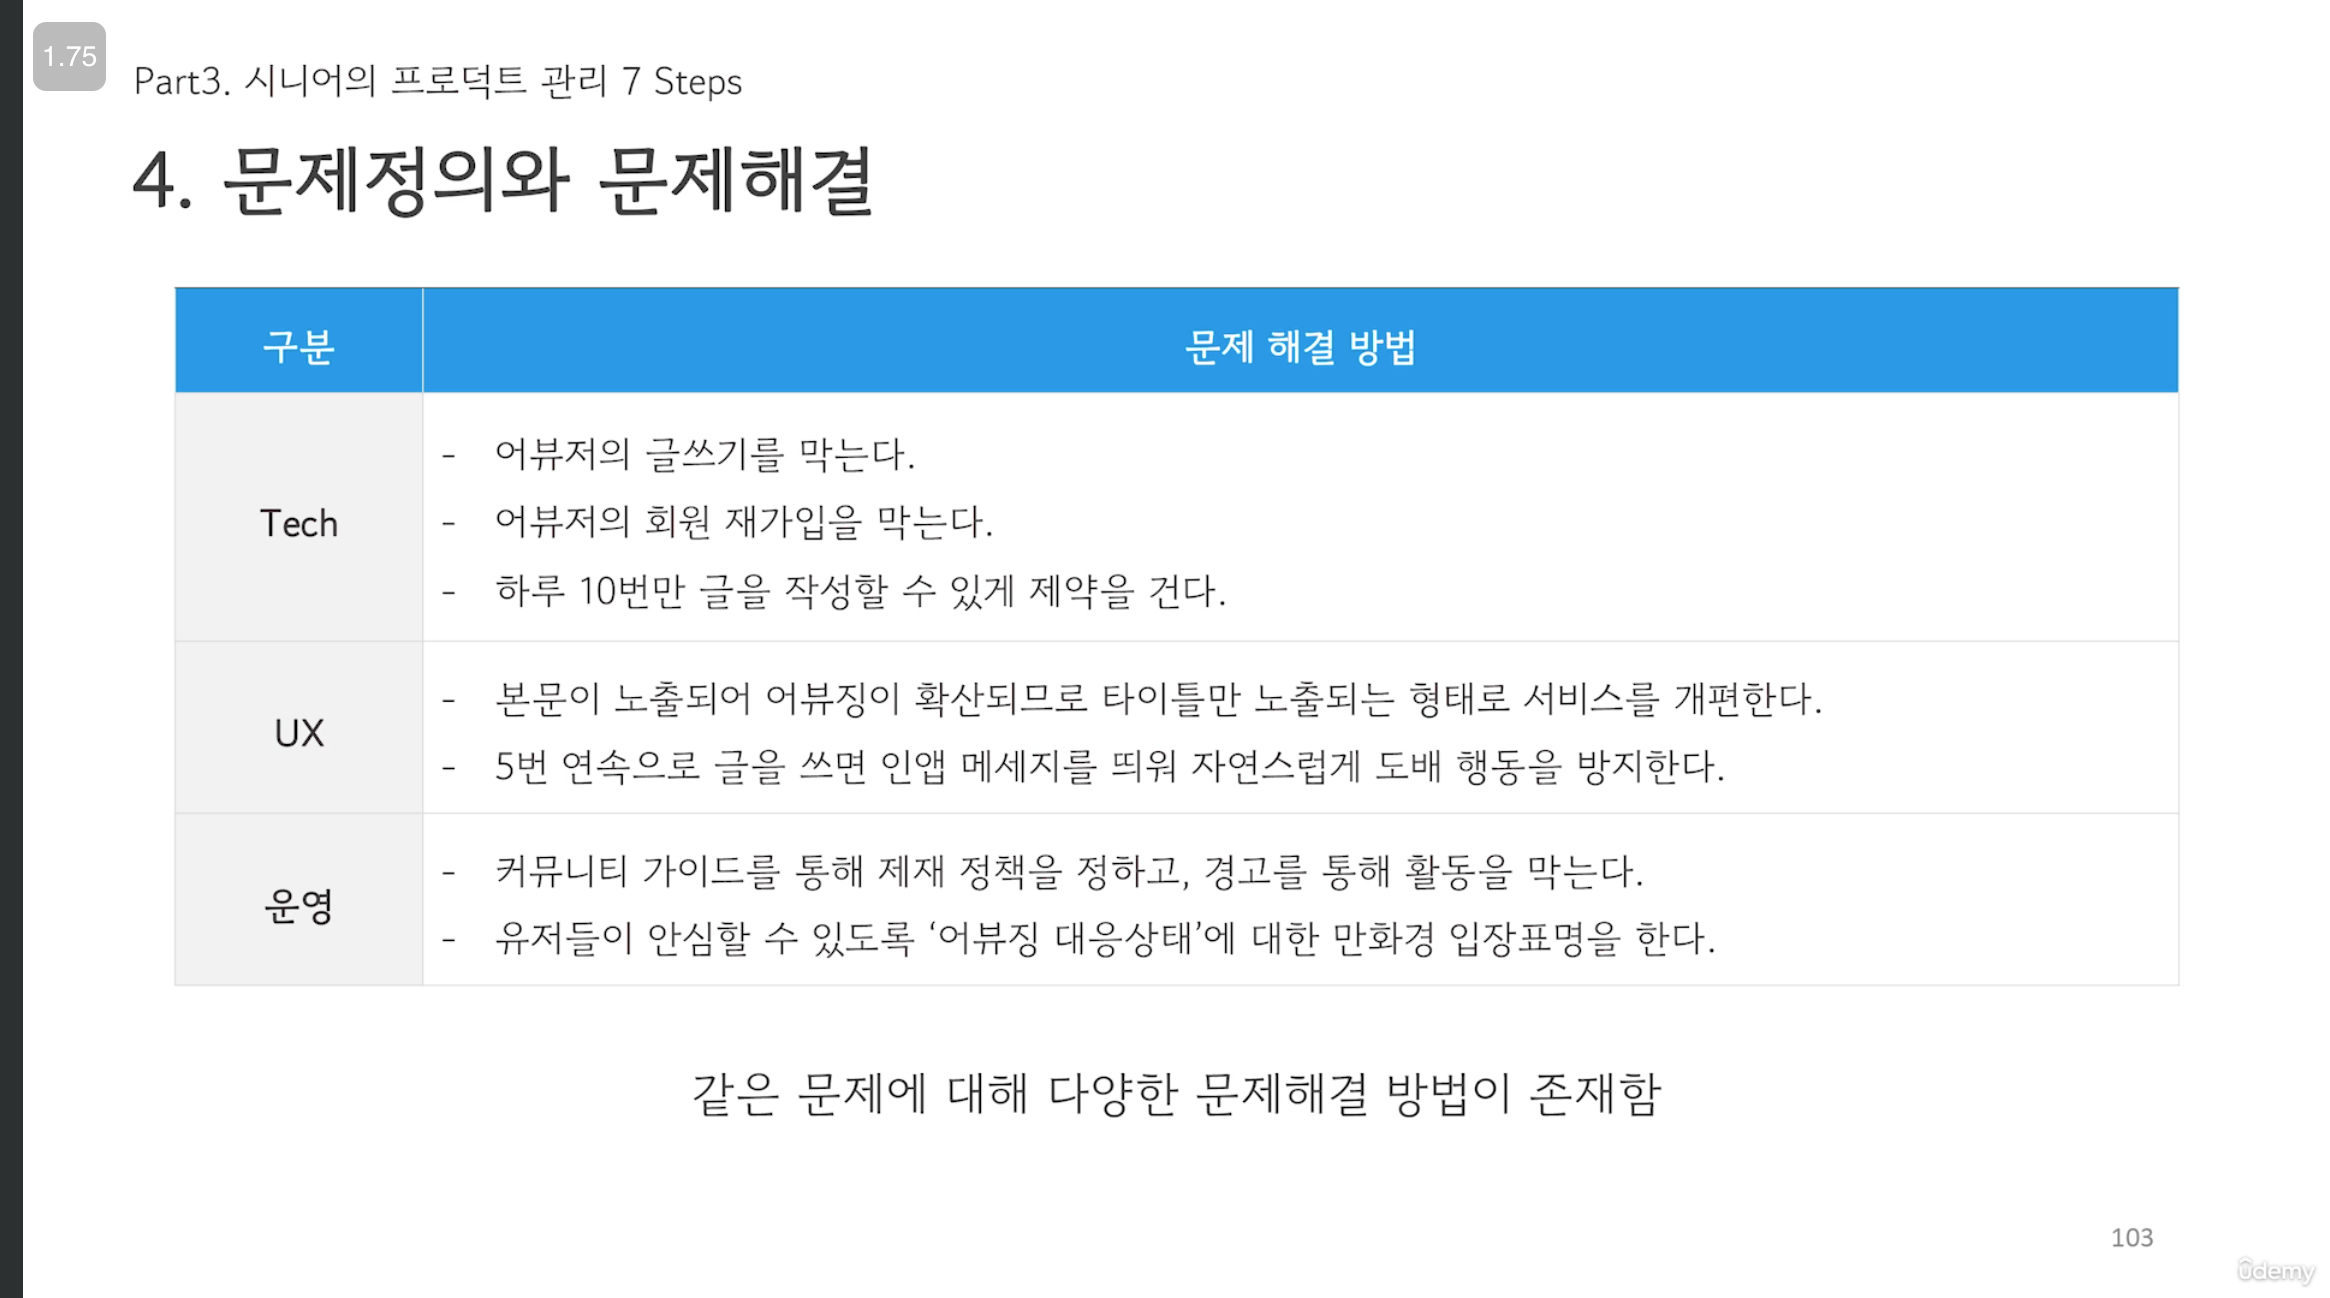 1.75
Part3. 시니어의 프로덕트 관리 7 Steps
4. 문제정의와 문제해결
구분
문제 해결 방법
Tech
- 어뷰저의 글쓰기를 막는다.
- 어뷰저의 회원 재가입을 막는다.
- 하루 10번만 글을 작성할 수 있게 제약을 건다.
UX
- 본문이 노출되어 어뷰징이 확산되므로 타이틀만 노출되는 형태로 서비스를 개편한다.
- 5번 연속으로 글을 쓰면 인앱 메세지를 띄워 자연스럽게 도배 행동을 방지한다.
운영
- 커뮤니티 가이드를 통해 제재 정책을 정하고, 경고를 통해 활동을 막는다.
- 유저들이 안심할 수 있도록 ‘어뷰징 대응상태’에 대한 만화경 입장표명을 한다.
같은 문제에 대해 다양한 문제해결 방법이 존재함
103
ûdemy